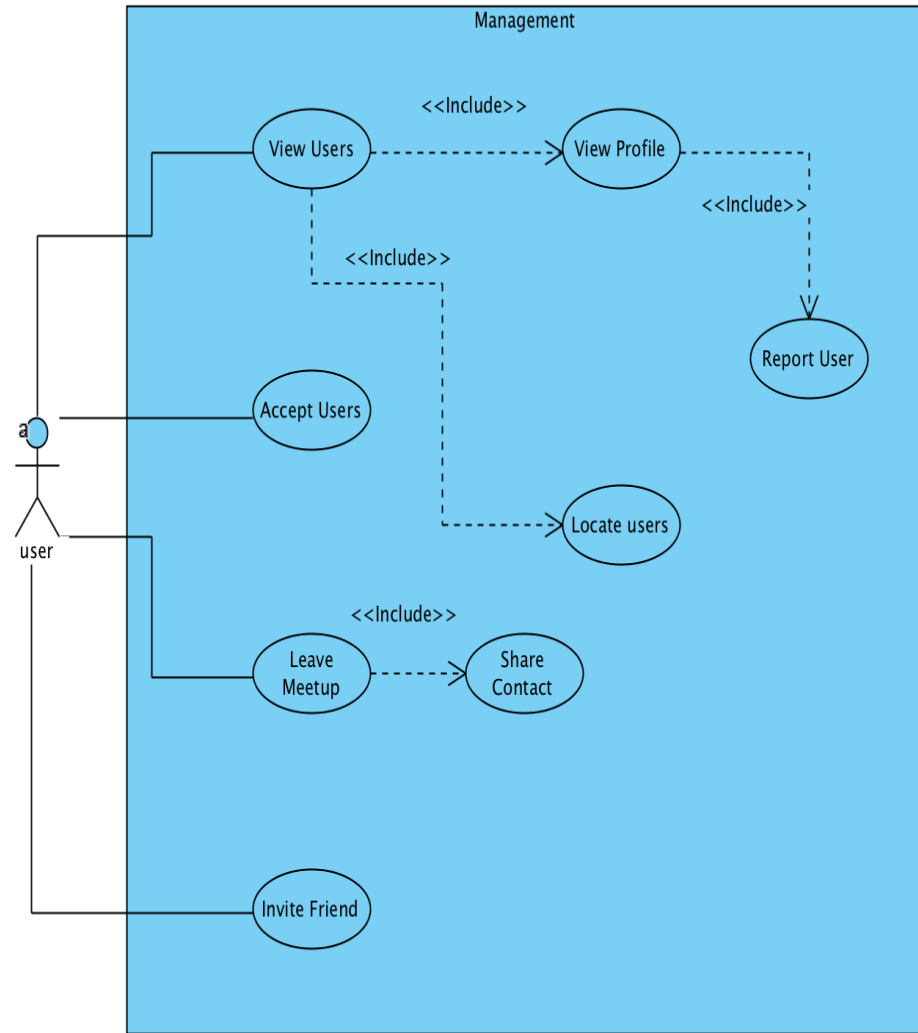 Management
<<Include>>
View Users
View Profile
<<Include>>
<<Include>>
Report User
Accept Users
a
user
Locate users
<<Include>>
Leave
Meetup
Share
Contact
Invite Friend